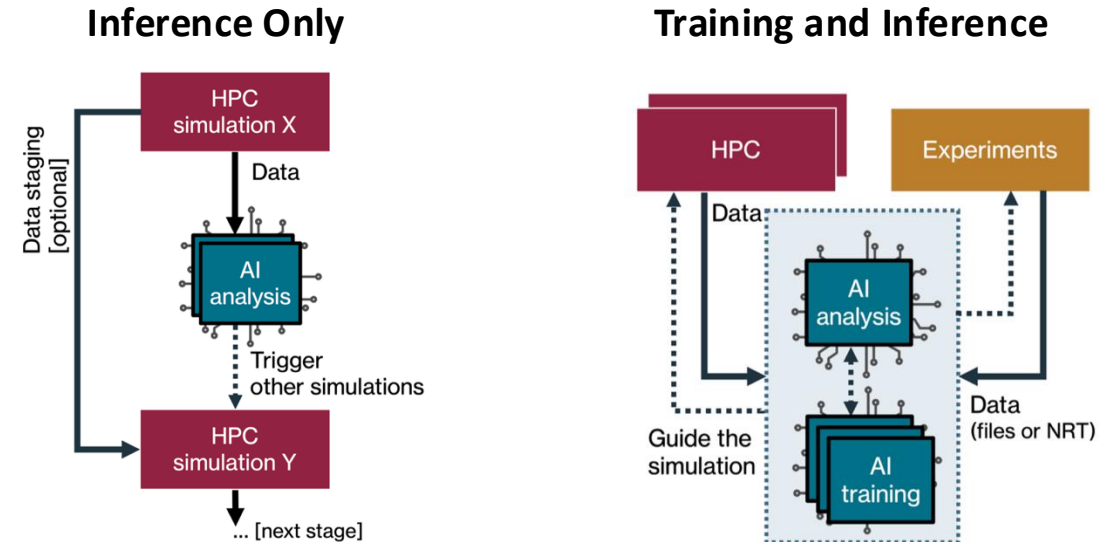 Inference Only
HPC
simulation X
Data staging
[optional]
Data
AI
analysis
Trigger
other simulations
HPC
simulation Y
... [next stage]
Training and Inference
HPC
Experiments
Data
AI
analysis
Guide the
simulation
Data
(files or NRT)
AI
training